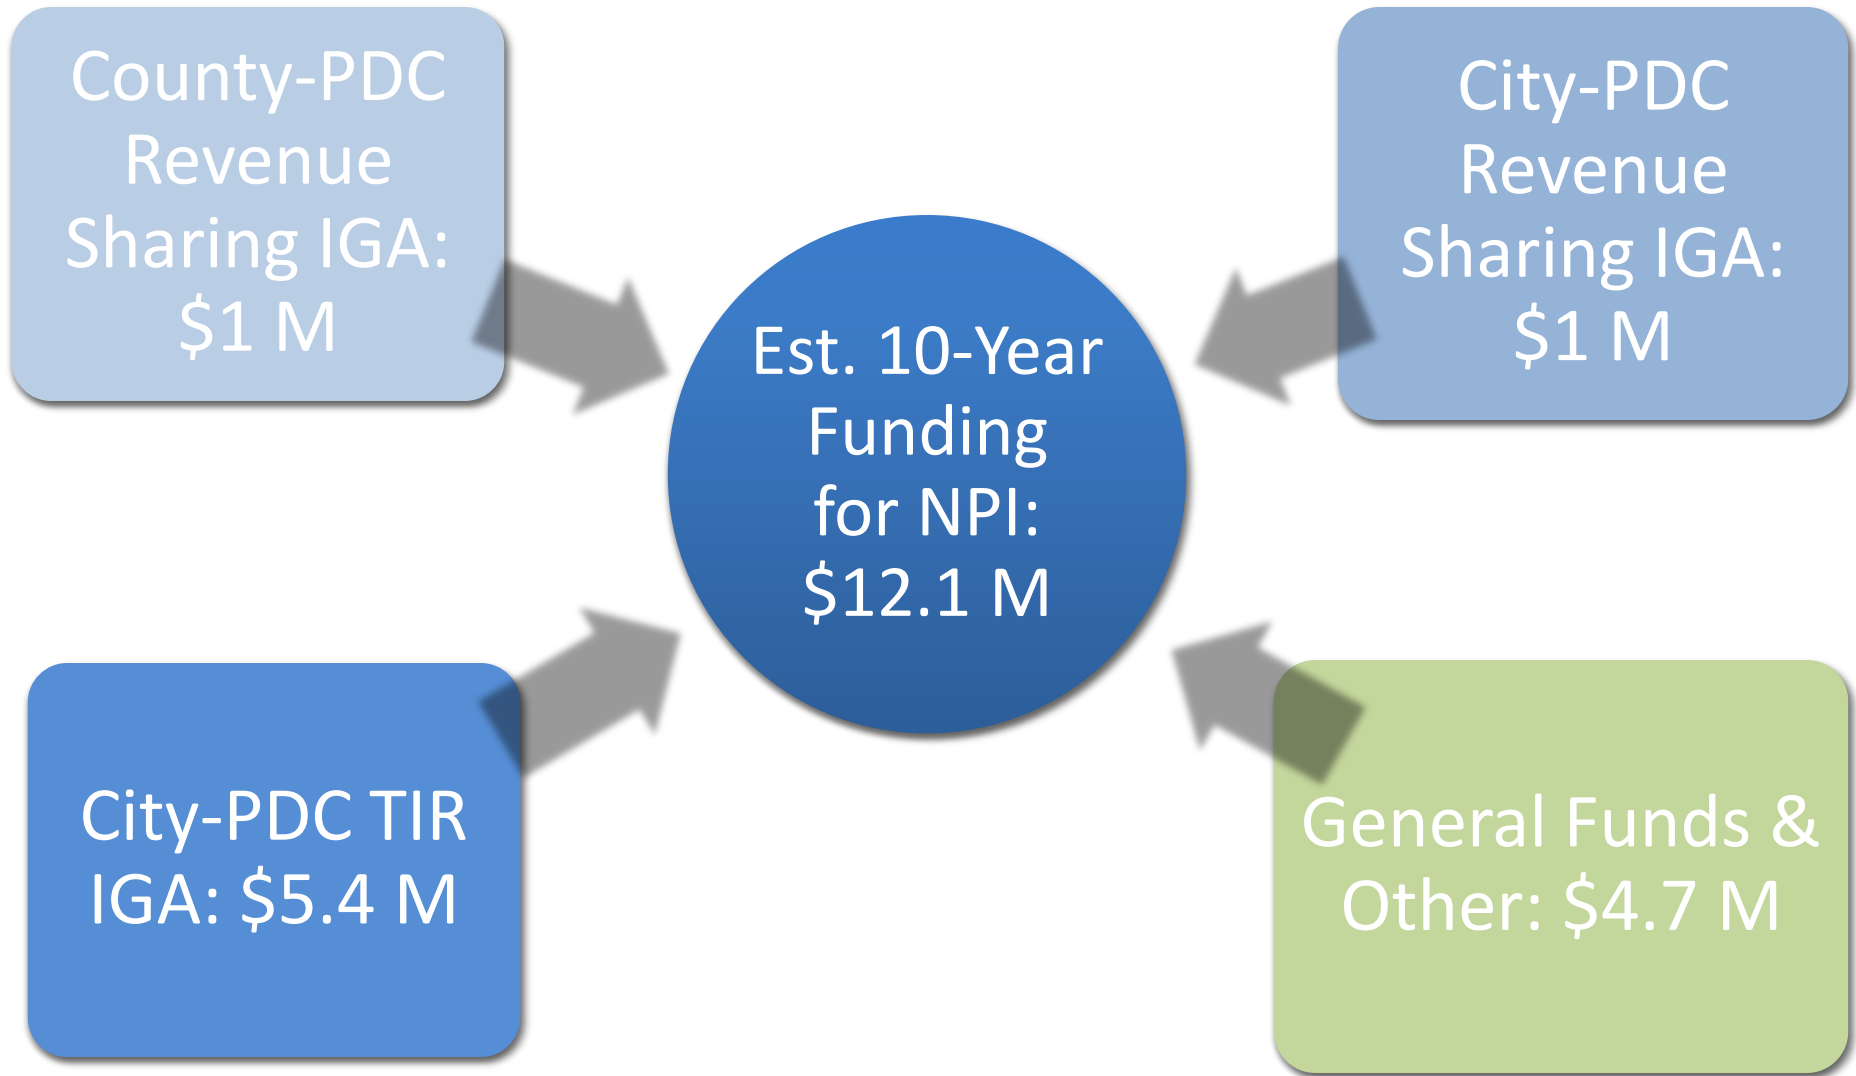 County-PDC
Revenue
Sharing IGA:
$1 M
City-PDC
Revenue
Sharing IGA:
$1 M
Est. 10-Year
Funding
for NPI:
$12.1 M
City-PDC TIR
IGA: $5.4 M
General Funds &
Other: $4.7 M